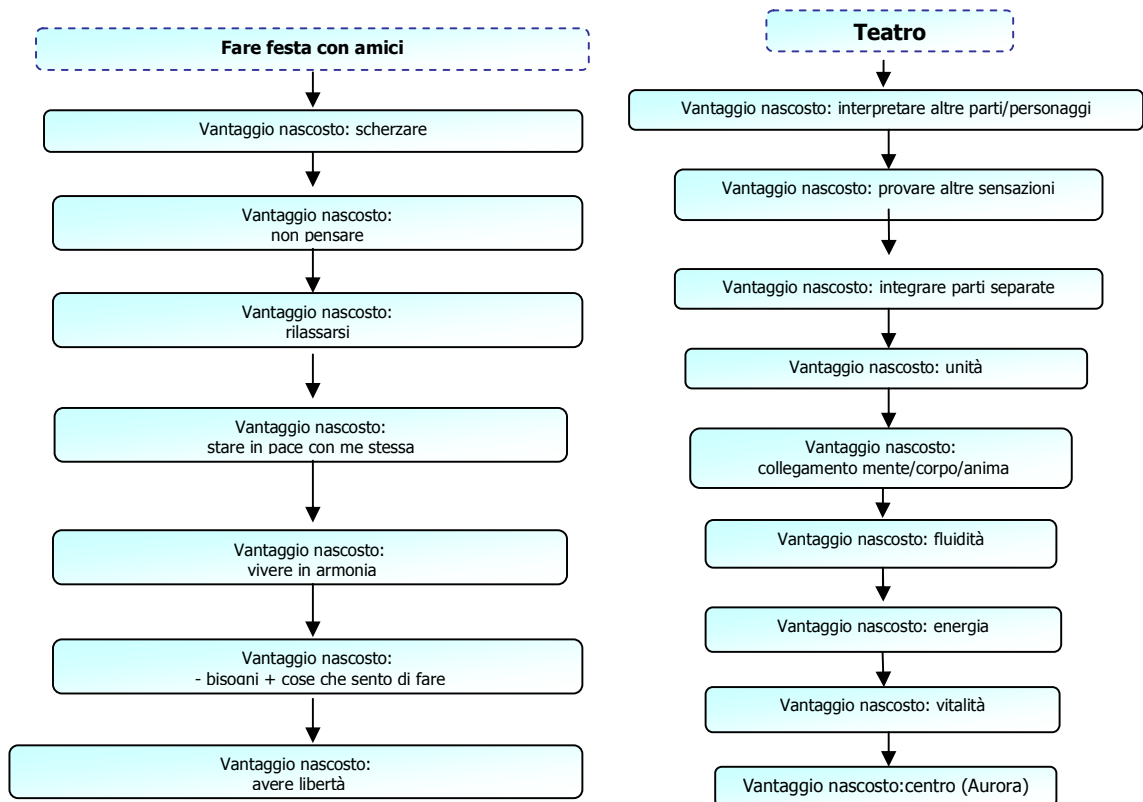 Fare festa con amici
Vantaggio nascosto: scherzare
Vantaggio nascosto:
non pensare
Vantaggio nascosto:
rilassarsi
Vantaggio nascosto:
stare in pace con me stessa
Vantaggio nascosto:
vivere in armonia
Vantaggio nascosto:
- bisogni + cose che sento di fare
Vantaggio nascosto:
avere libertà
Teatro
Vantaggio nascosto: interpretare altre parti/personaggi
Vantaggio nascosto: provare altre sensazioni
Vantaggio nascosto: integrare parti separate
Vantaggio nascosto: unità
Vantaggio nascosto:
collegamento mente/corpo/anima
Vantaggio nascosto: fluidità
Vantaggio nascosto: energia
Vantaggio nascosto: vitalità
Vantaggio nascosto:centro (Aurora)